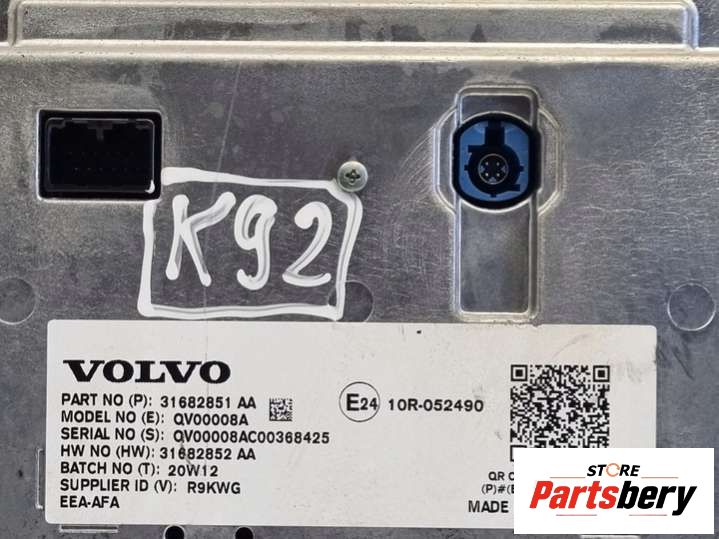 K92
VOLVO
PART NO (P): 31682851 AA
MODEL NO (E): QV00008A
SERIAL NO (S): QV00008AC00368425
HW NO (HW): 31682852 AA
BATCH NO (T): 20W12
SUPPLIER ID (V): R9KWG
EEA-AFA
E24 10R-052490
QR
(P)#(E
MADE
STORE
Partsbery